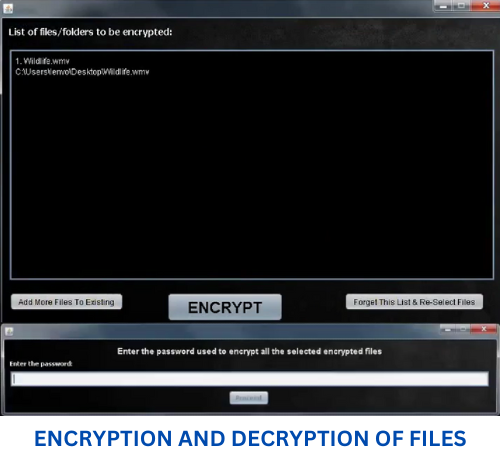 List of files/folders to be encrypted:
1. Wildlife.wmv
C:\Users\lenvo\Desktop\Wildlife.wmv
Add More Files To Existing
ENCRYPT
Forget This List & Re-Select Files
Enter the password used to encrypt all the selected encrypted files
Enter the password:
Proceed
ENCRYPTION AND DECRYPTION OF FILES